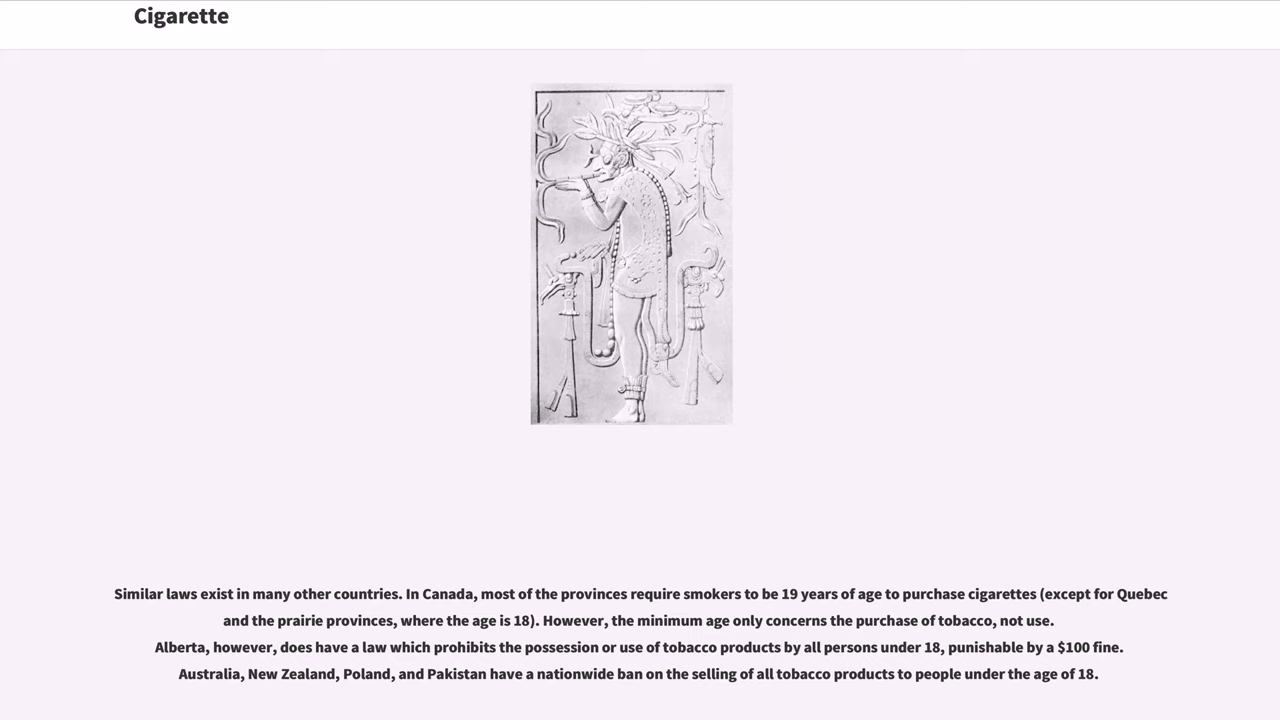 Cigarette
Similar laws exist in many other countries. In Canada, most of the provinces require smokers to be 19 years of age to purchase cigarettes (except for Quebec
and the prairie provinces, where the age is 18). However, the minimum age only concerns the purchase of tobacco, not use.
Alberta, however, does have a law which prohibits the possession or use of tobacco products by all persons under 18, punishable by a $100 fine.
Australia, New Zealand, Poland, and Pakistan have a nationwide ban on the selling of all tobacco products to people under the age of 18.